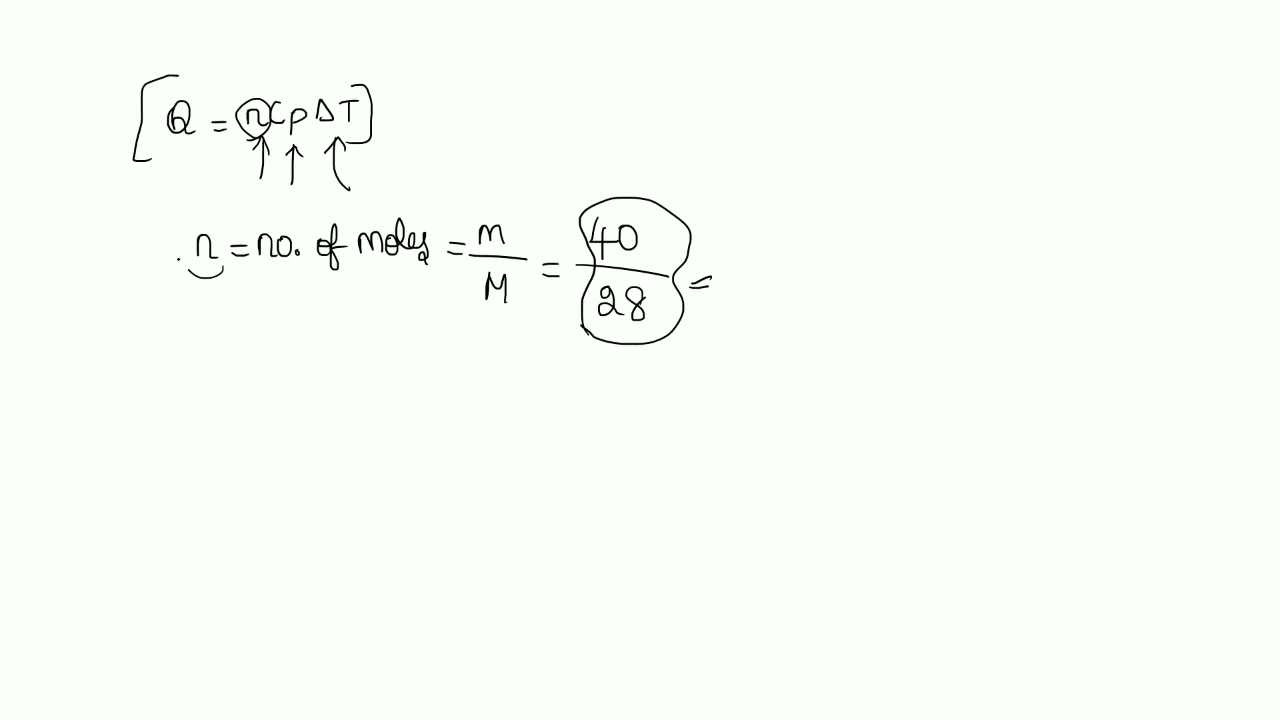 [Q = nCpΔT]
. n = no. of moles = m/M = 40/28 =